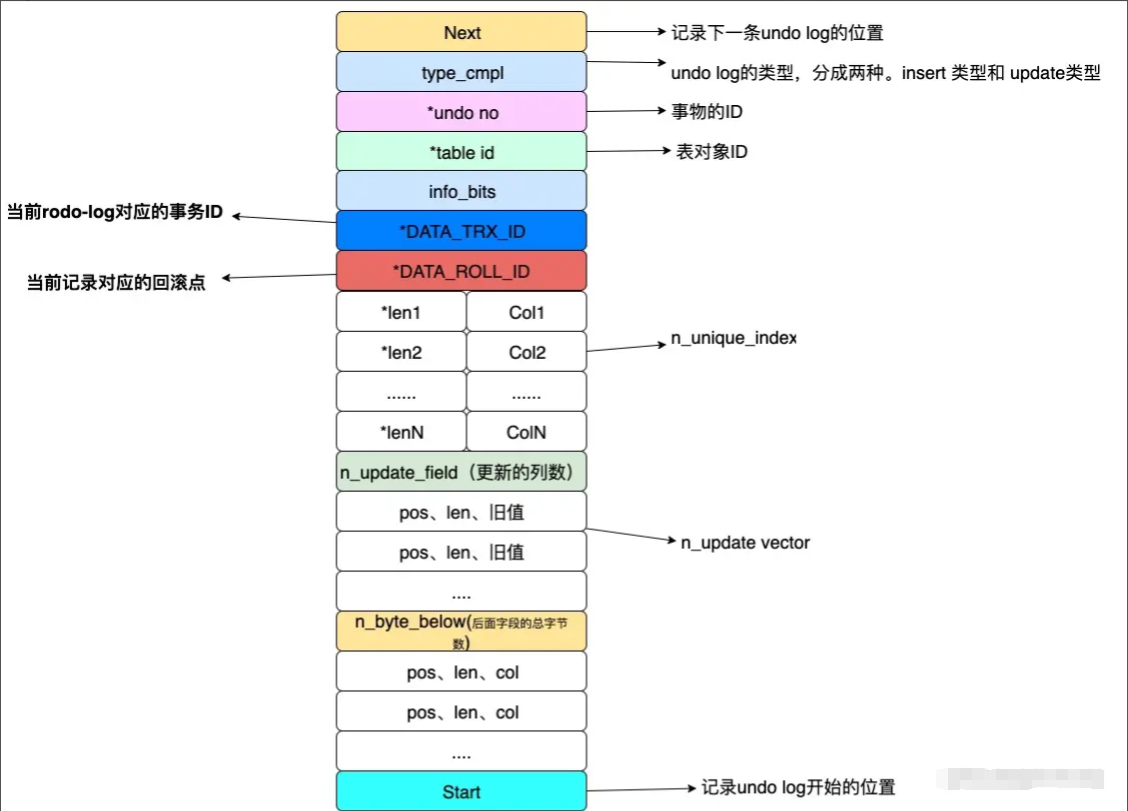 Next
记录下一条undo log的位置
type_cmpl
undo log的类型，分成两种。insert 类型和 update类型
*undo no
事物的ID
*table id
表对象ID
info_bits
当前rodo-log对应的事务ID
*DATA_TRX_ID
当前记录对应的回滚点
*DATA_ROLL_ID
*len1
Col1
*len2
Col2
n_unique_index
......
......
*lenN
ColN
n_update_field（更新的列数）
pos、len、旧值
n_update vector
pos、len、旧值
....
n_byte_below(后面字段的总字节
数)
pos、len、col
pos、len、col
....
Start
记录undo log开始的位置